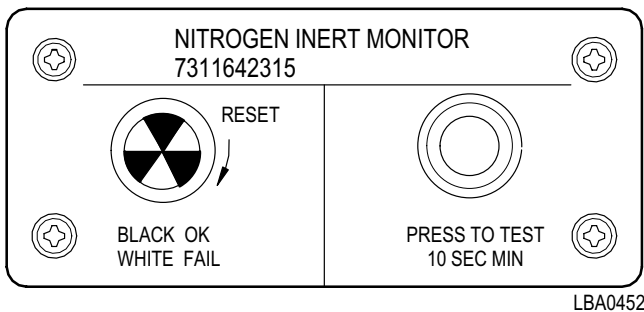 NITROGEN INERT MONITOR
7311642315
RESET
BLACK OK
WHITE FAIL
PRESS TO TEST
10 SEC MIN
LBA0452